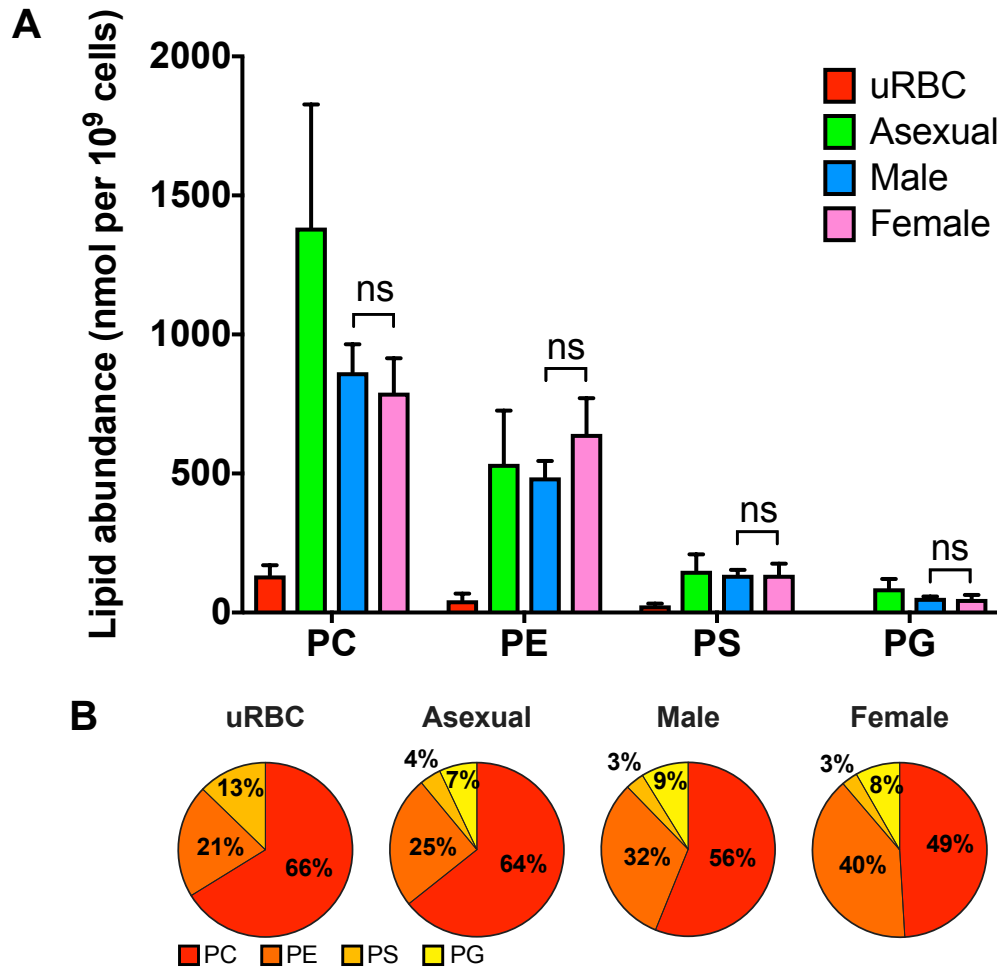 A
Lipid abundance (nmol per 10⁹ cells)
2000
1500
1000
500
0
uRBC
Asexual
Male
Female
ns
ns
ns
ns
PC
PE
PS
PG
B
uRBC
Asexual
Male
Female
13%
21%
66%
4%
7%
25%
64%
3%
9%
32%
56%
3%
8%
40%
49%
PC
PE
PS
PG